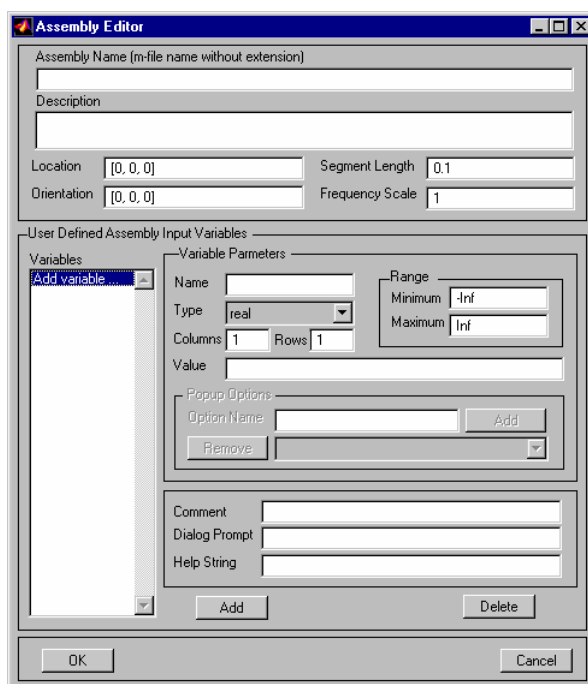 Assembly Editor
Assembly Name (m-file name without extension)
Description
Location [0, 0, 0] Segment Length 0.1
Orientation [0, 0, 0] Frequency Scale 1
User Defined Assembly Input Variables
Variables
Add variable ...
Variable Parmeters
Name
Type real
Columns 1 Rows 1
Range
Minimum -Inf
Maximum Inf
Value
Popup Options
Option Name Add
Remove
Comment
Dialog Prompt
Help String
Add Delete
OK Cancel